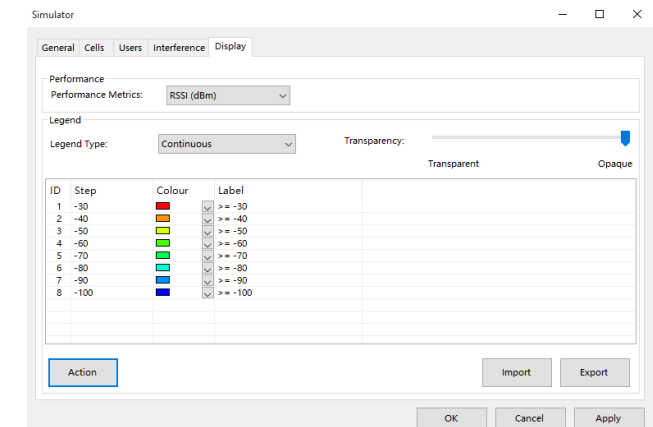 Simulator
General Cells Users Interference Display
Performance
Performance Metrics: RSSI (dBm)
Legend
Legend Type: Continuous Transparency:
Transparent Opaque
ID Step Colour Label
1 -30 >= -30
2 -40 >= -40
3 -50 >= -50
4 -60 >= -60
5 -70 >= -70
6 -80 >= -80
7 -90 >= -90
8 -100 >= -100
Action Import Export
OK Cancel Apply